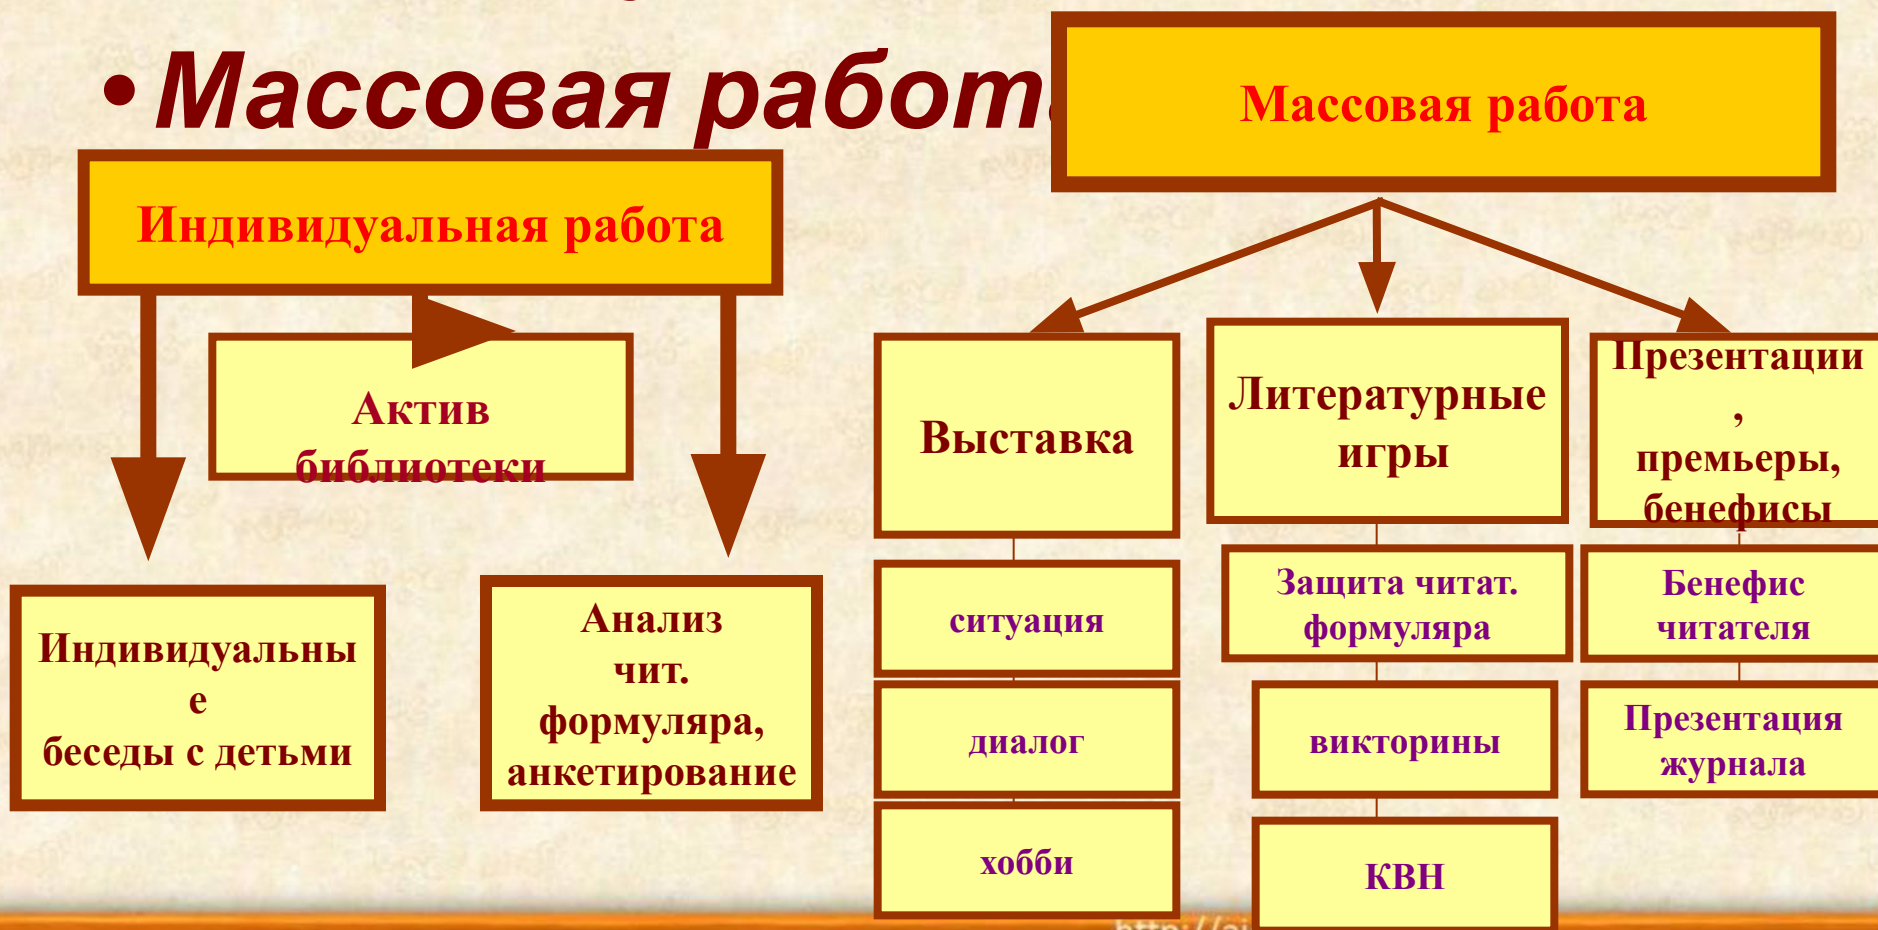 • Массовая работа
Массовая работа
Индивидуальная работа
Актив
библиотеки
Индивидуальны
е
беседы с детьми
Анализ
чит.
формуляра,
анкетирование
Выставка
ситуация
диалог
хобби
Литературные
игры
Защита читат.
формуляра
викторины
КВН
Презентации
,
премьеры,
бенефисы
Бенефис
читателя
Презентация
журнала